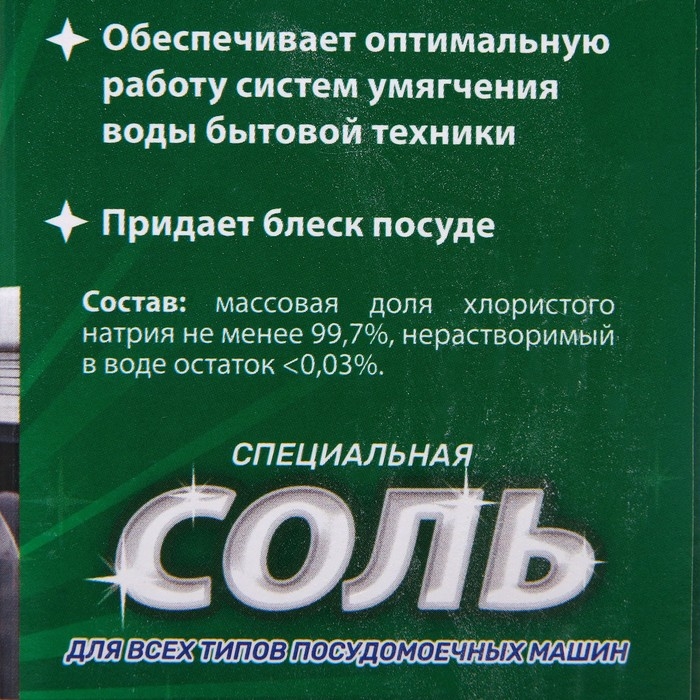 Обеспечивает оптимальную
работу систем умягчения
воды бытовой техники
Придает блеск посуде
Состав: массовая доля хлористого
натрия не менее 99,7%, нерастворимый
в воде остаток <0,03%.
СПЕЦИАЛЬНАЯ
СОЛЬ
ДЛЯ ВСЕХ ТИПОВ ПОСУДОМОЕЧНЫХ МАШИН